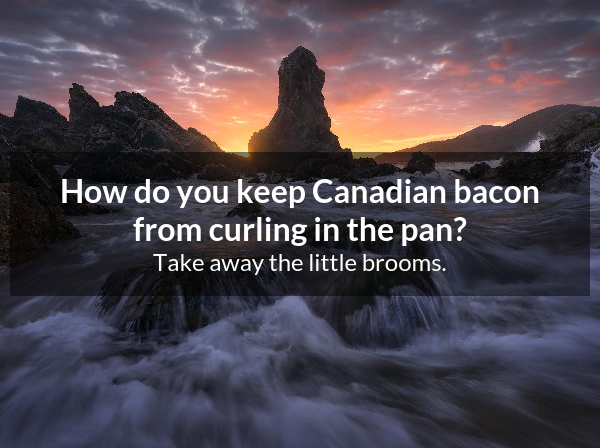 How do you keep Canadian bacon
from curling in the pan?
Take away the little brooms.